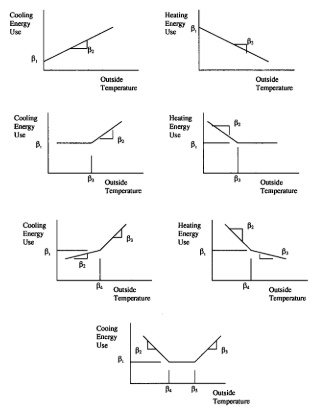 Cooling
Energy
Use
β₂
β₁
Outside
Temperature
Heating
Energy
Use
β₁
β₂
Outside
Temperature
Cooling
Energy
Use
β₂
β₁
β₃
Outside
Temperature
Heating
Energy
Use
β₂
β₁
β₃
Outside
Temperature
Cooling
Energy
Use
β₃
β₁
β₂
β₄
Outside
Temperature
Heating
Energy
Use
β₂
β₁
β₃
β₄
Outside
Temperature
Cooing
Energy
Use
β₂
β₃
β₁
β₄
β₅
Outside
Temperature